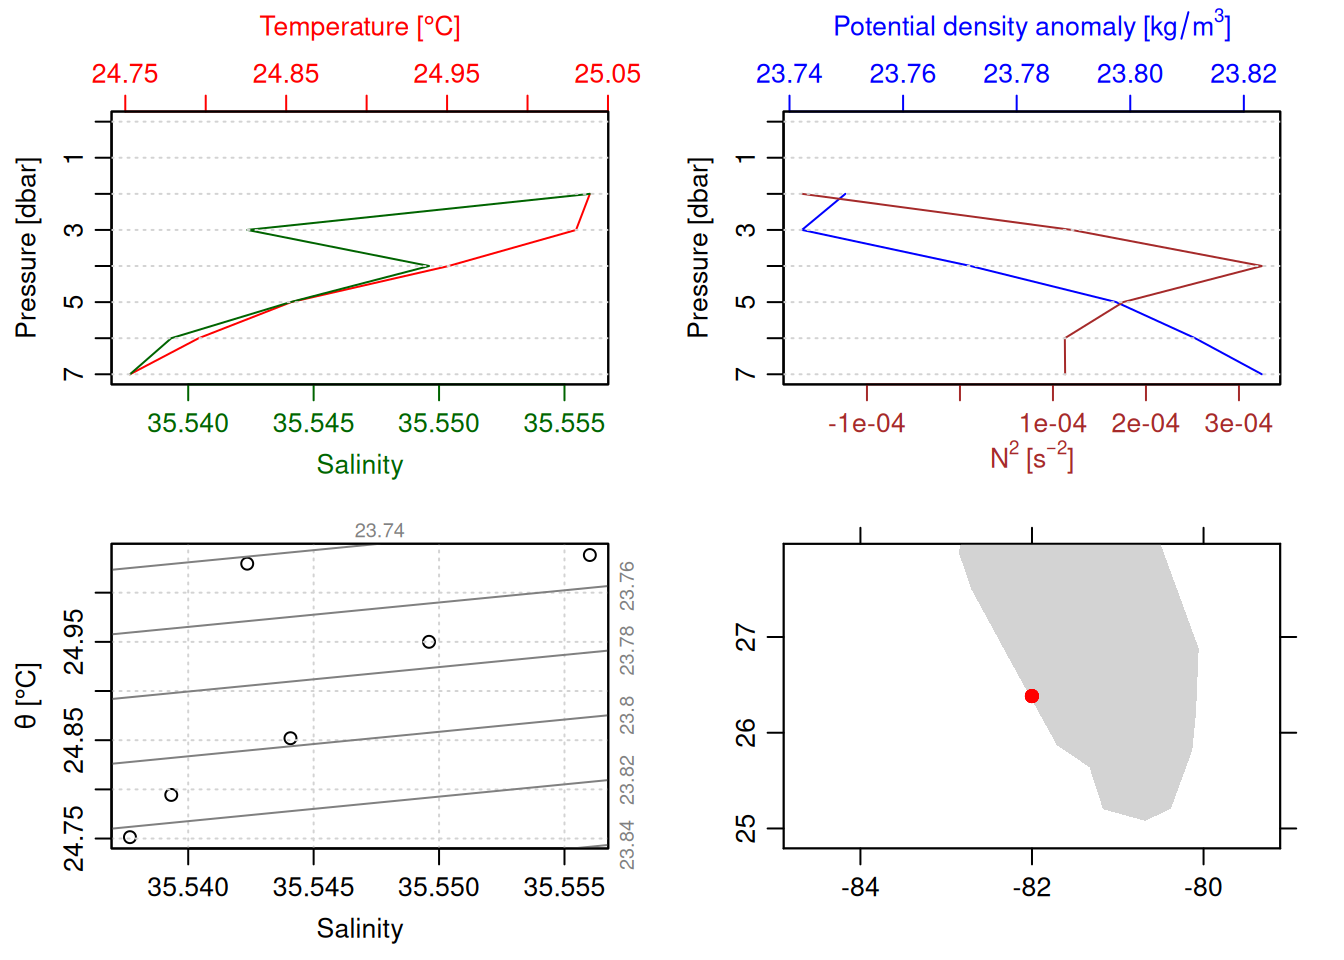 Temperature [°C]
24.75 24.85 24.95 25.05
Pressure [dbar]
1
3
5
7
35.540 35.545 35.550 35.555
Salinity
Potential density anomaly [kg/m³]
23.74 23.76 23.78 23.80 23.82
Pressure [dbar]
1
3
5
7
-1e-04 1e-04 2e-04 3e-04
N² [s⁻²]
23.74
23.76
23.78
23.8
23.82
23.84
θ [°C]
24.95
24.85
24.75
35.540 35.545 35.550 35.555
Salinity
27
26
25
-84 -82 -80